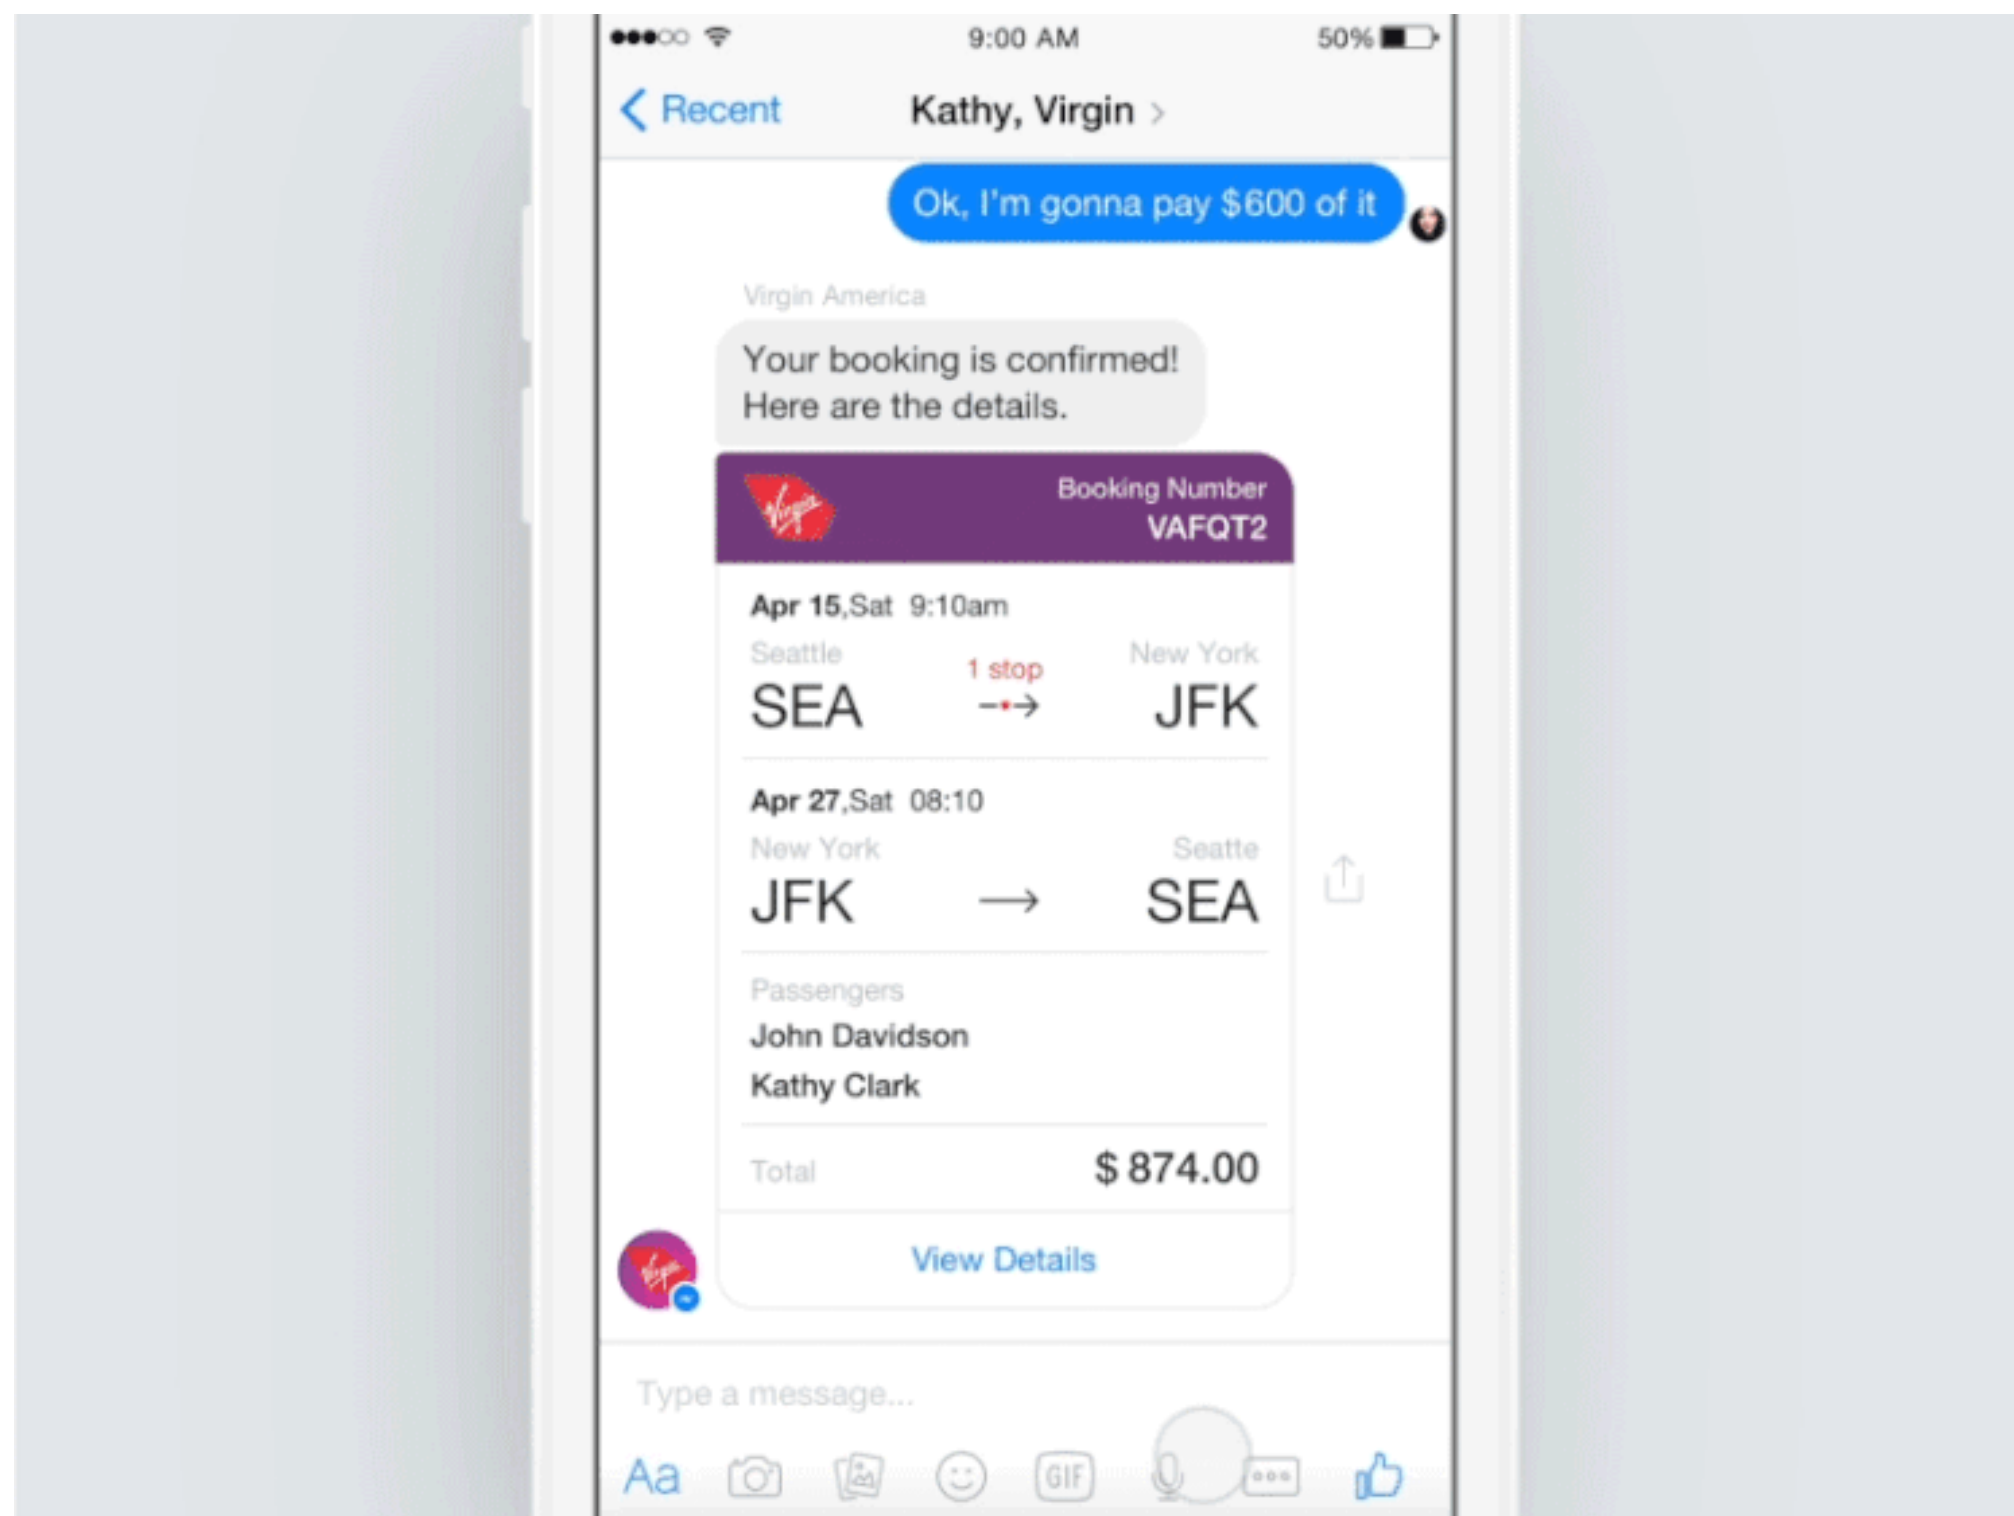 9:00 AM
50%
Recent
Kathy, Virgin
Ok, I'm gonna pay $600 of it
Virgin America
Your booking is confirmed!
Here are the details.
Virgin
Booking Number
VAFQT2
Apr 15,Sat 9:10am
Seattle
1 stop
New York
SEA
JFK
Apr 27,Sat 08:10
New York
Seatte
JFK
SEA
Passengers
John Davidson
Kathy Clark
Total
$ 874.00
Virgin
View Details
Type a message...
Aa
GIF